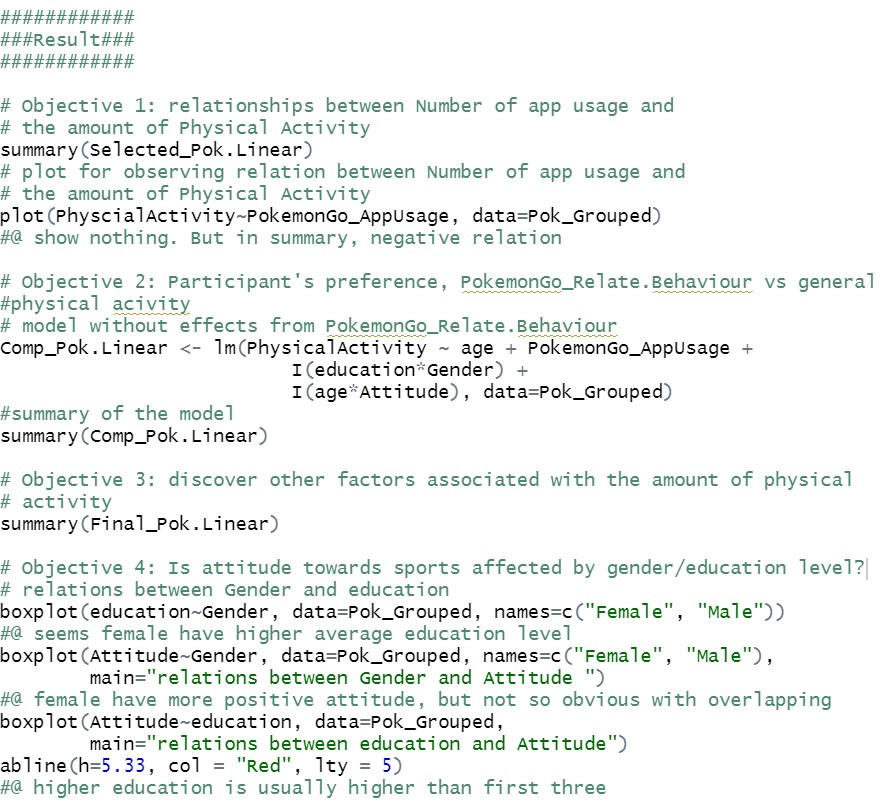 ############
###Result###
############
# Objective 1: relationships between Number of app usage and
# the amount of Physical Activity
summary(Selected_Pok.Linear)
# plot for observing relation between Number of app usage and
# the amount of Physical Activity
plot(PhyscialActivity~PokemonGo_AppUsage, data=Pok_Grouped)
#@ show nothing. But in summary, negative relation
# Objective 2: Participant's preference, PokemonGo_Relate.Behaviour vs general
#physical acivity
# model without effects from PokemonGo_Relate.Behaviour
Comp_Pok.Linear <- lm(PhysicalActivity ~ age + PokemonGo_AppUsage +
I(education*Gender) +
I(age*Attitude), data=Pok_Grouped)
#summary of the model
summary(Comp_Pok.Linear)
# Objective 3: discover other factors associated with the amount of physical
# activity
summary(Final_Pok.Linear)
# Objective 4: Is attitude towards sports affected by gender/education level?
# relations between Gender and education
boxplot(education~Gender, data=Pok_Grouped, names=c("Female", "Male"))
#@ seems female have higher average education level
boxplot(Attitude~Gender, data=Pok_Grouped, names=c("Female", "Male"),
main="relations between Gender and Attitude ")
#@ female have more positive attitude, but not so obvious with overlapping
boxplot(Attitude~education, data=Pok_Grouped,
main="relations between education and Attitude")
abline(h=5.33, col = "Red", lty = 5)
#@ higher education is usually higher than first three